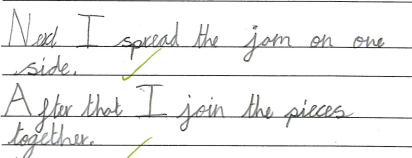 Next I spread the jam on one
side.
After that I join the pieces
together.